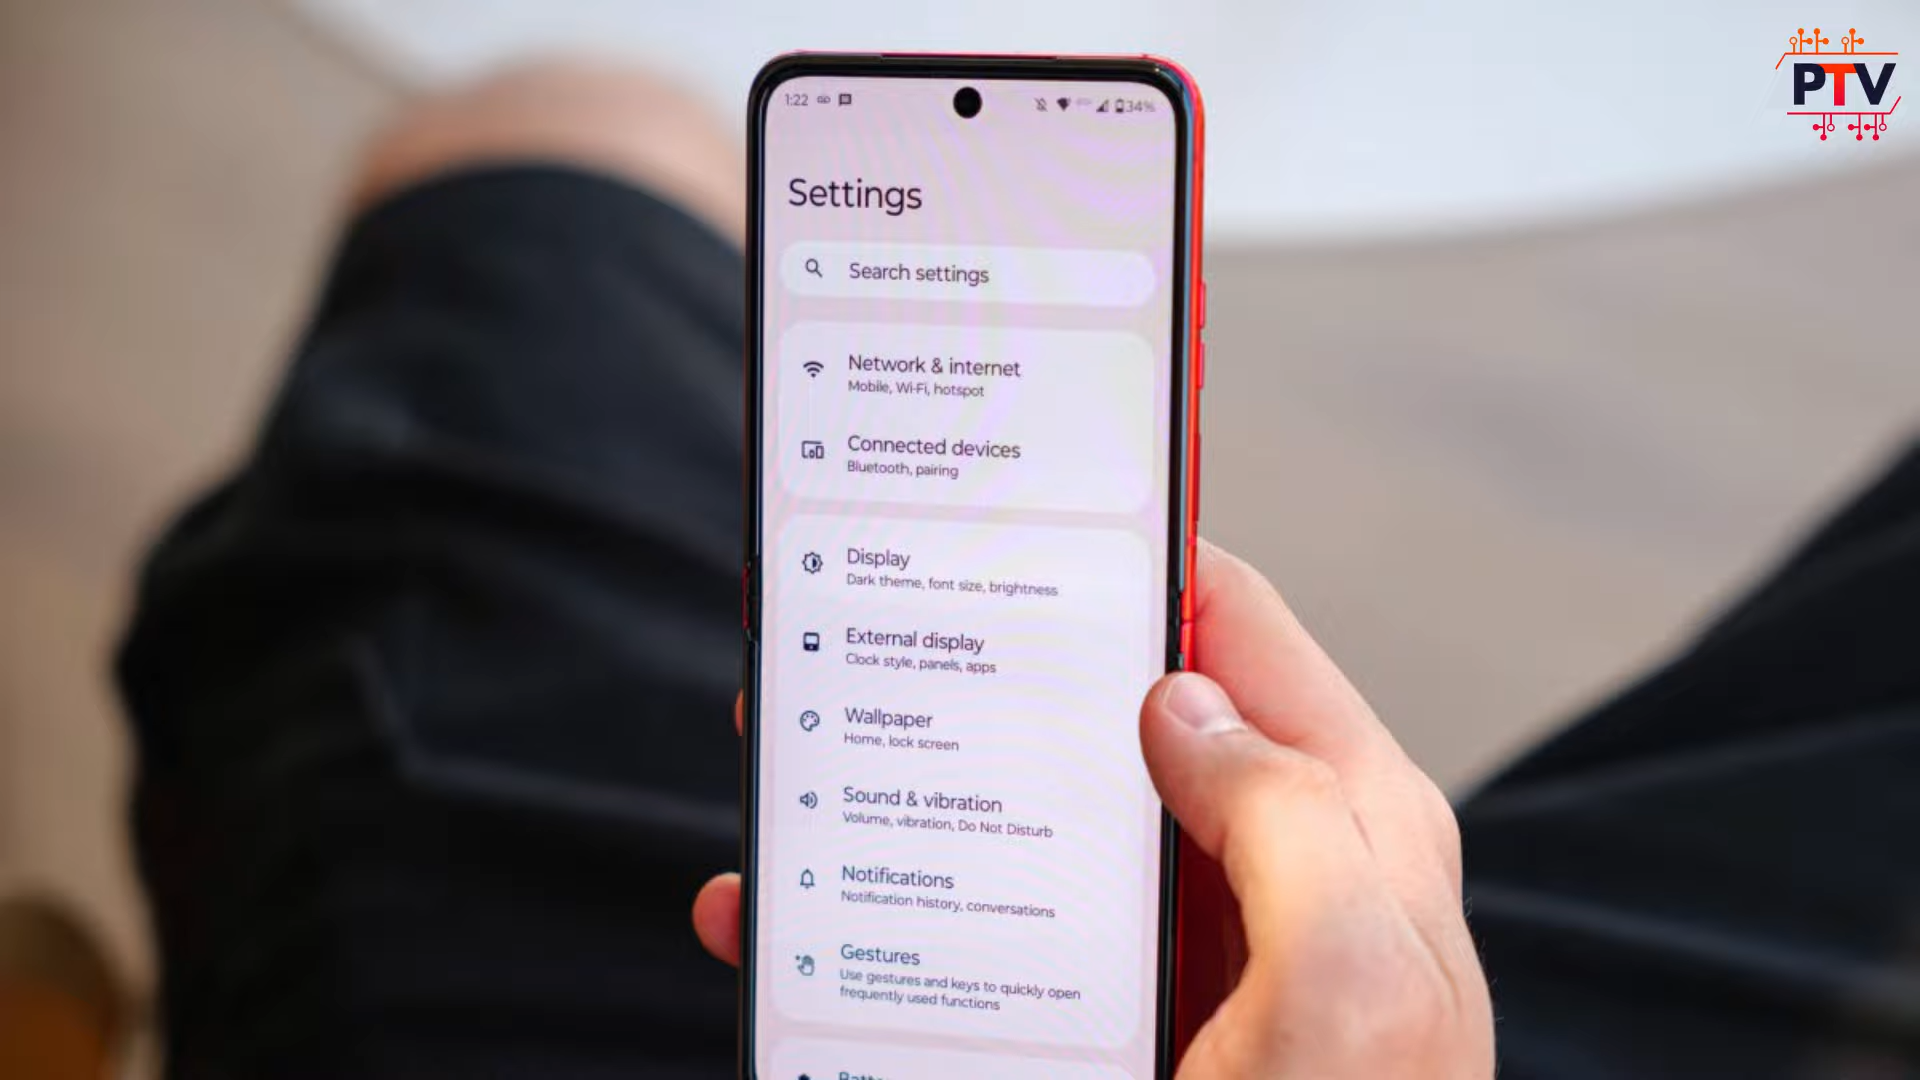 PTV
1:22
34%
Settings
Search settings
Network & internet
Mobile, Wi-Fi, hotspot
Connected devices
Bluetooth, pairing
Display
Dark theme, font size, brightness
External display
Clock style, panels, apps
Wallpaper
Home, lock screen
Sound & vibration
Volume, vibration, Do Not Disturb
Notifications
Notification history, conversations
Gestures
Use gestures and keys to quickly open
frequently used functions